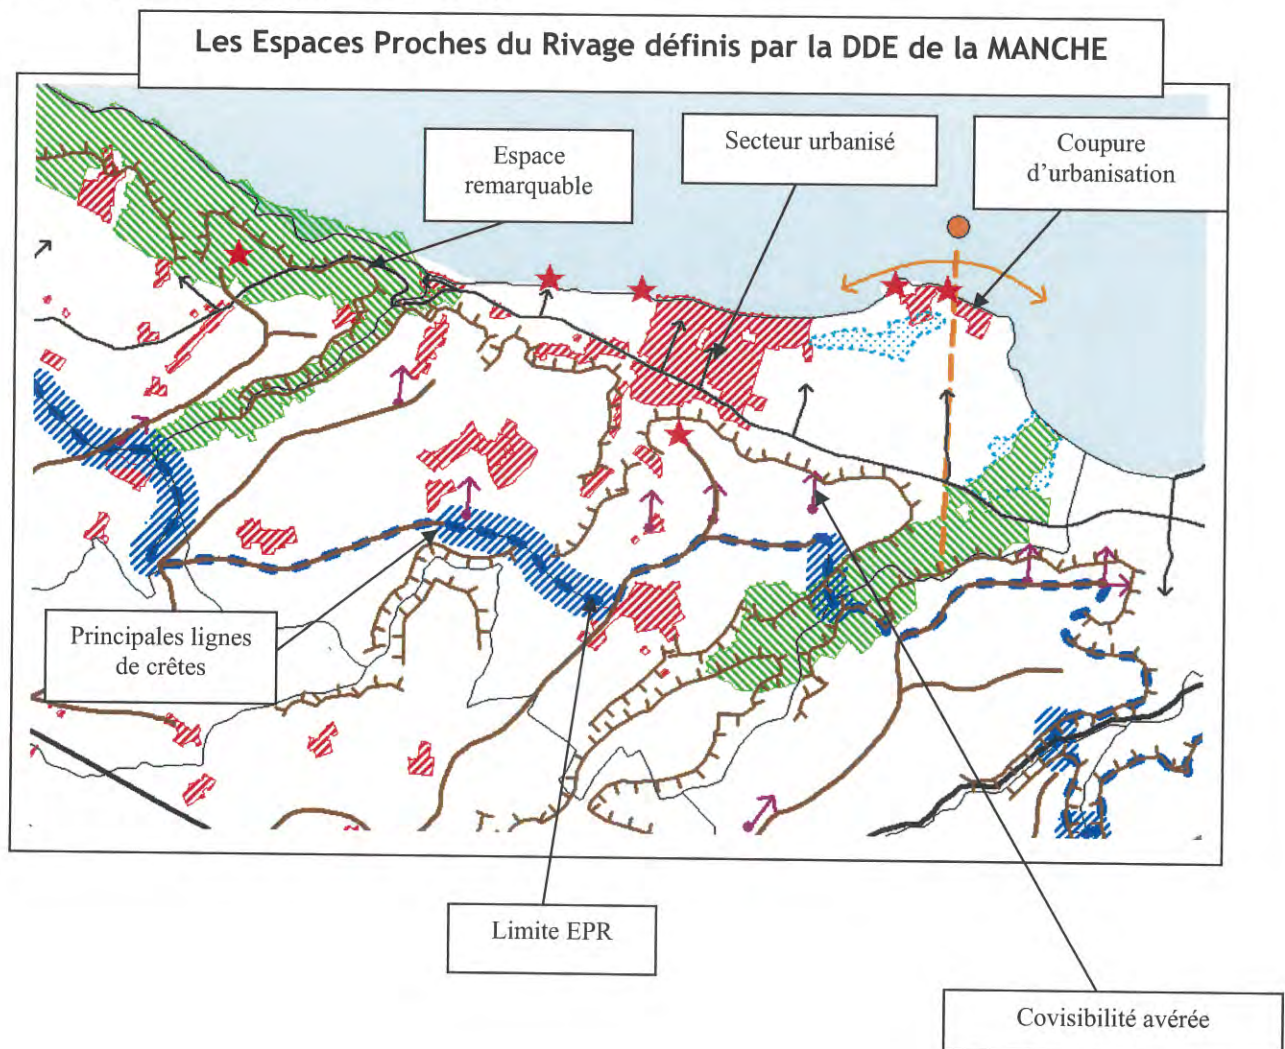 Les Espaces Proches du Rivage définis par la DDE de la MANCHE
Espace
remarquable
Secteur urbanisé
Coupure
d'urbanisation
Principales lignes
de crêtes
Limite EPR
Covisibilité avérée